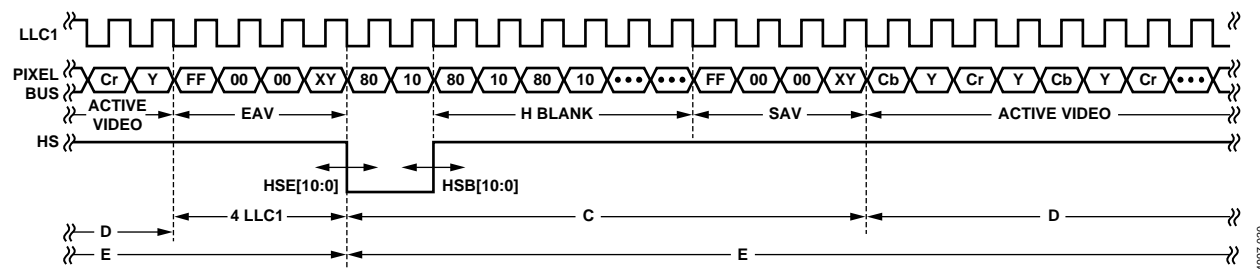 LLC1
PIXEL BUS Cr Y FF 00 00 XY 80 10 80 10 80 10 ••• ••• FF 00 00 XY Cb Y Cr Y Cb Y Cr •••
ACTIVE VIDEO EAV H BLANK SAV ACTIVE VIDEO
HS
HSE[10:0] HSB[10:0]
4 LLC1 C D
D
E E